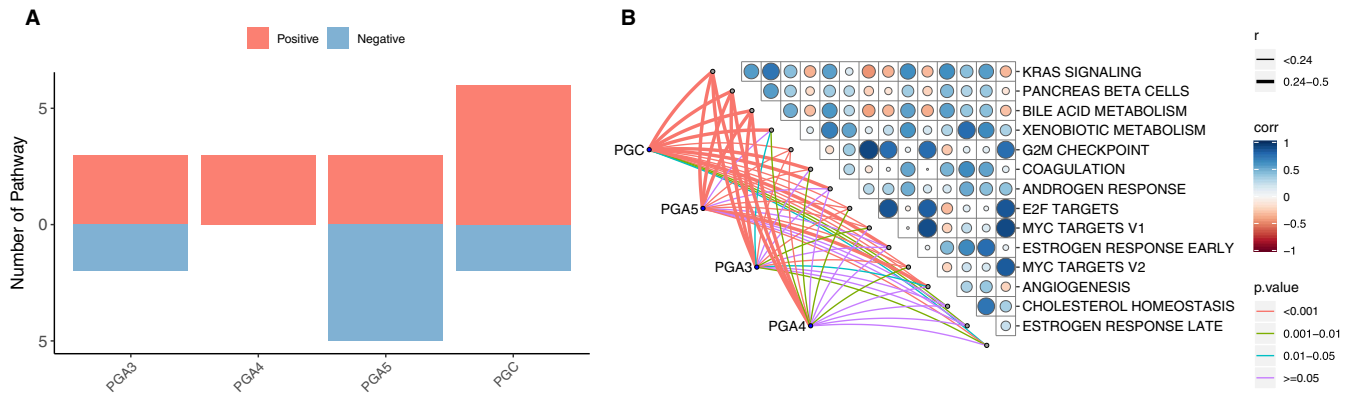 A
Positive
Negative
Number of Pathway
5
0
5
PGA3
PGA4
PGA5
PGC
B
PGC
PGA5
PGA3
PGA4
KRAS SIGNALING
PANCREAS BETA CELLS
BILE ACID METABOLISM
XENOBIOTIC METABOLISM
G2M CHECKPOINT
COAGULATION
ANDROGEN RESPONSE
E2F TARGETS
MYC TARGETS V1
ESTROGEN RESPONSE EARLY
MYC TARGETS V2
ANGIOGENESIS
CHOLESTEROL HOMEOSTASIS
ESTROGEN RESPONSE LATE
r
<0.24
0.24−0.5
corr
1
0.5
0
−0.5
−1
p.value
<0.001
0.001−0.01
0.01−0.05
>=0.05